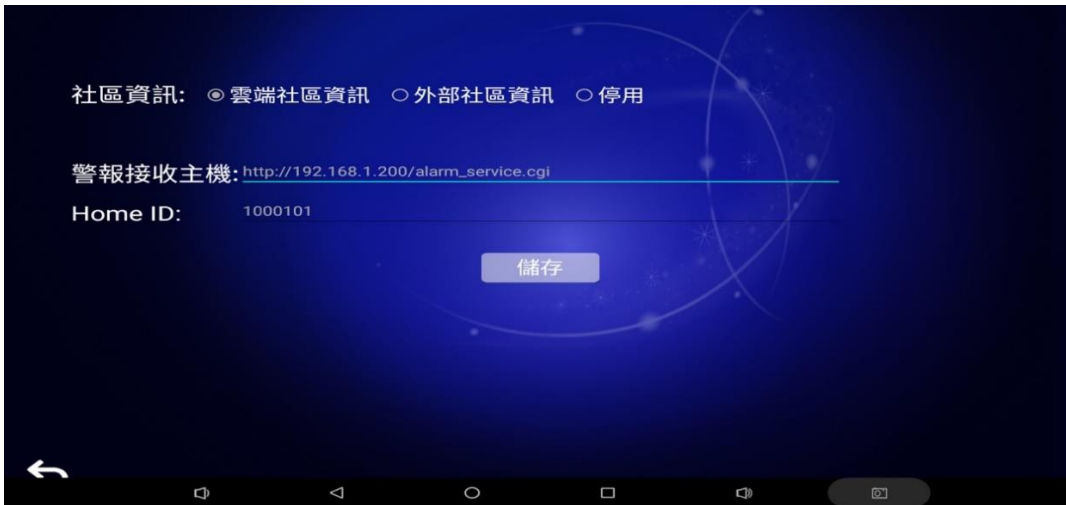 社區資訊: 雲端社區資訊 外部社區資訊 停用
警報接收主機: http://192.168.1.200/alarm_service.cgi
Home ID: 1000101
儲存